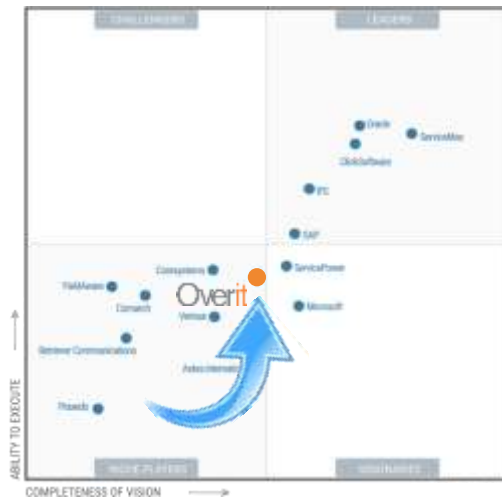 CHALLENGERS
LEADERS
Oracle
ServiceMax
ClickSoftware
IFS
SAP
ServicePower
Microsoft
FieldAware
Comarch
Overit
Retriever Communications
Astea International
Praxedo
NICHE PLAYERS
VISIONARIES
ABILITY TO EXECUTE
COMPLETENESS OF VISION